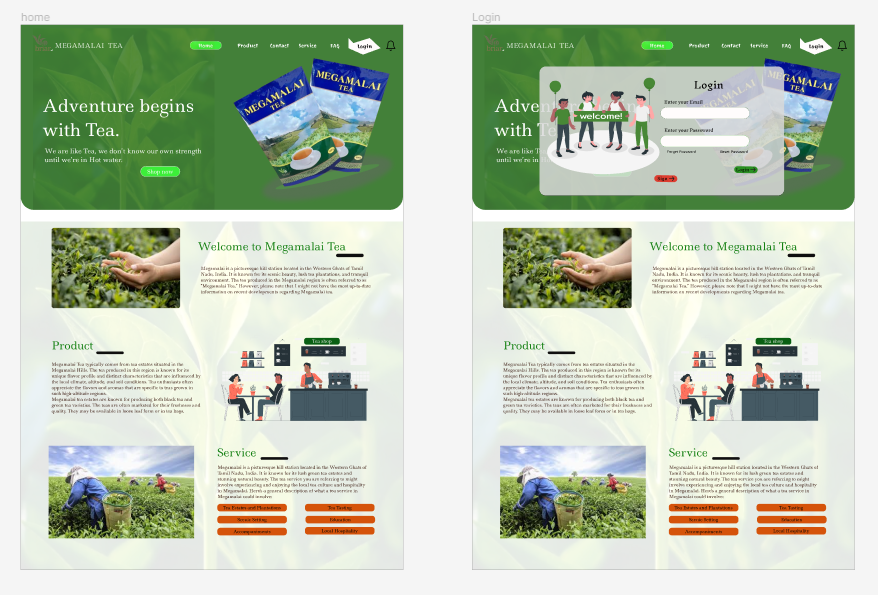 home
MEGAMALAI TEA
Home
Product
Contact
Service
FAQ
Login
Adventure begins
with Tea.
We are like Tea, we don't know our own strength
until we're in Hot water.
Shop now
MEGAMALAI
TEA
MEGAMALAI
TEA
Welcome to Megamalai Tea
Megamalai is a picturesque hill station located in the Western Ghats of Tamil
Nadu, India. It is known for its scenic beauty, tea plantations, and tranquil
environment. The tea produced in the Megamalai region is often referred to as
"Megamalai Tea." However, please note that I might not have the most up-to-date
information on recent developments regarding Megamalai tea.
Product
Megamalai Tea typically comes from tea estates situated in the
Megamalai Hills. The tea produced in this region is known for its
unique flavor profile and distinct characteristics that are influenced by
the local climate, altitude, and soil conditions. Tea enthusiasts often
appreciate the flavors and aromas that are specific to teas grown in
such high-altitude regions.
Megamalai tea estates are known for producing both black tea and
green tea varieties. The teas are often marketed for their freshness and
quality. They may be available in loose leaf form or in tea bags.
Tea shop
Service
Megamalai is a picturesque hill station located in the Western Ghats of
Tamil Nadu, India. It is known for its lush green tea estates and
stunning natural beauty. The tea service you are referring to might
involve experiencing and enjoying the local tea culture and hospitality
in Megamalai. Here's a general description of what a tea service in
Megamalai could involve:
Tea Estates and Plantations
Tea Tasting
Scenic Setting
Education
Accompaniments
Local Hospitality
Login
MEGAMALAI TEA
Home
Product
Contact
Service
FAQ
Login
Adven
with Te
We are like T
until we're in
welcome!
Login
Enter your Email
Enter your Password
Forget Password
Reset Password
Login
Sign
MEGAMALAI
TEA
Welcome to Megamalai Tea
Megamalai is a picturesque hill station located in the Western Ghats of Tamil
Nadu, India. It is known for its scenic beauty, tea plantations, and tranquil
environment. The tea produced in the Megamalai region is often referred to as
"Megamalai Tea." However, please note that I might not have the most up-to-date
information on recent developments regarding Megamalai tea.
Product
Megamalai Tea typically comes from tea estates situated in the
Megamalai Hills. The tea produced in this region is known for its
unique flavor profile and distinct characteristics that are influenced by
the local climate, altitude, and soil conditions. Tea enthusiasts often
appreciate the flavors and aromas that are specific to teas grown in
such high-altitude regions.
Megamalai tea estates are known for producing both black tea and
green tea varieties. The teas are often marketed for their freshness and
quality. They may be available in loose leaf form or in tea bags.
Tea shop
Service
Megamalai is a picturesque hill station located in the Western Ghats of
Tamil Nadu, India. It is known for its lush green tea estates and
stunning natural beauty. The tea service you are referring to might
involve experiencing and enjoying the local tea culture and hospitality
in Megamalai. Here's a general description of what a tea service in
Megamalai could involve:
Tea Estates and Plantations
Tea Tasting
Scenic Setting
Education
Accompaniments
Local Hospitality